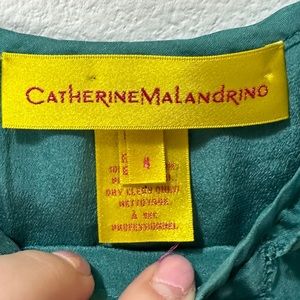 CATHERINEMALANDRINO
4
DRY CLEAN ONLY
NETTOYAGE
À SEC
PROFESSIONNEL